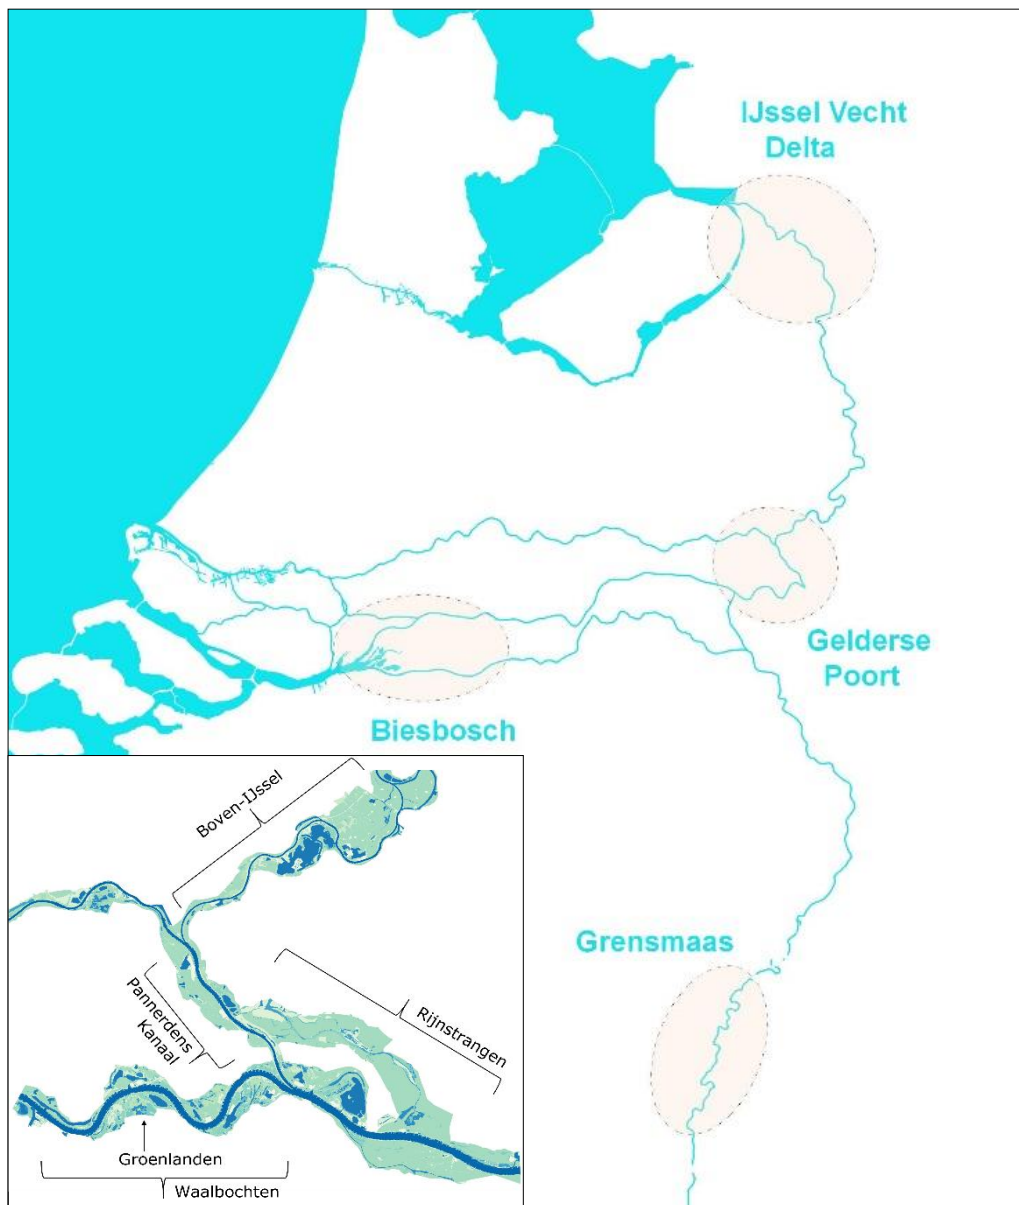 IJssel Vecht
Delta
Gelderse
Poort
Biesbosch
Grensmaas
Boven-IJssel
Pannerdens
Kanaal
Rijnstrangen
Groenlanden
Waalbochten